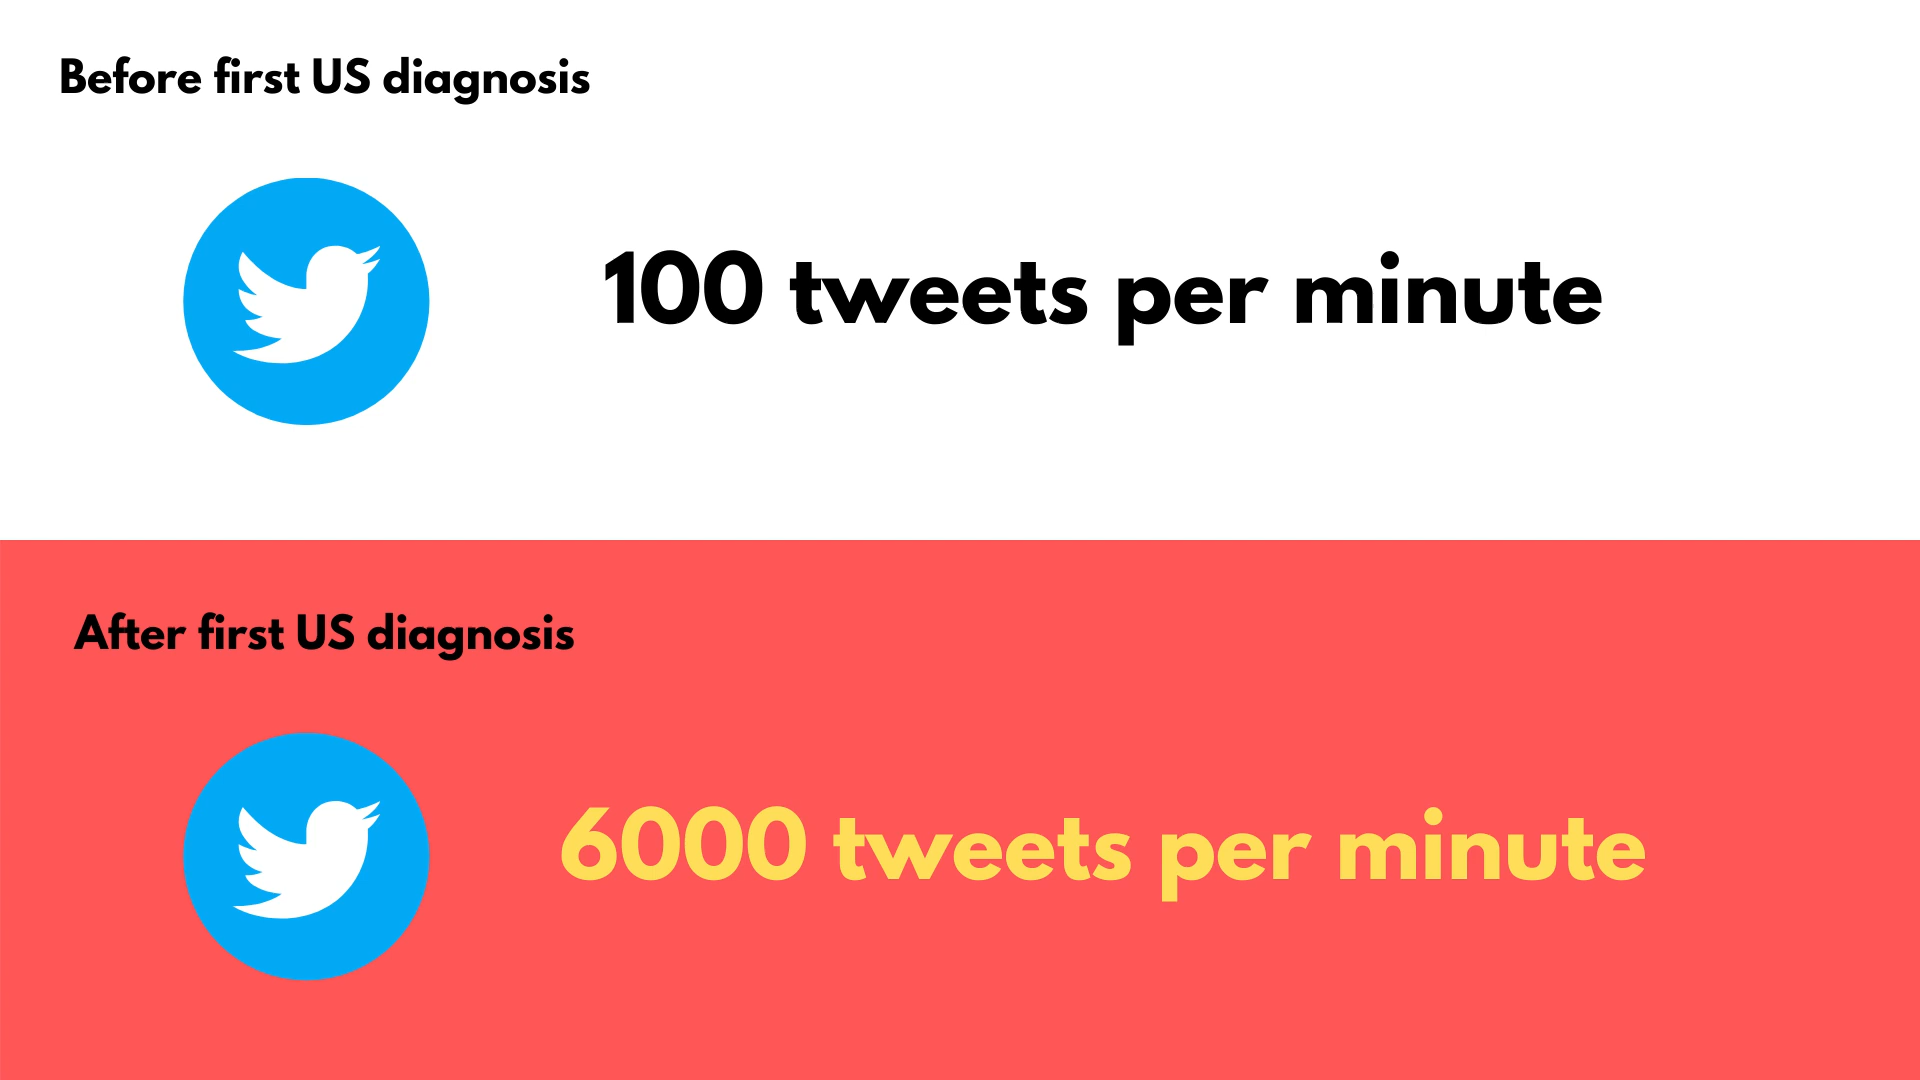 Before first US diagnosis
100 tweets per minute
After first US diagnosis
6000 tweets per minute